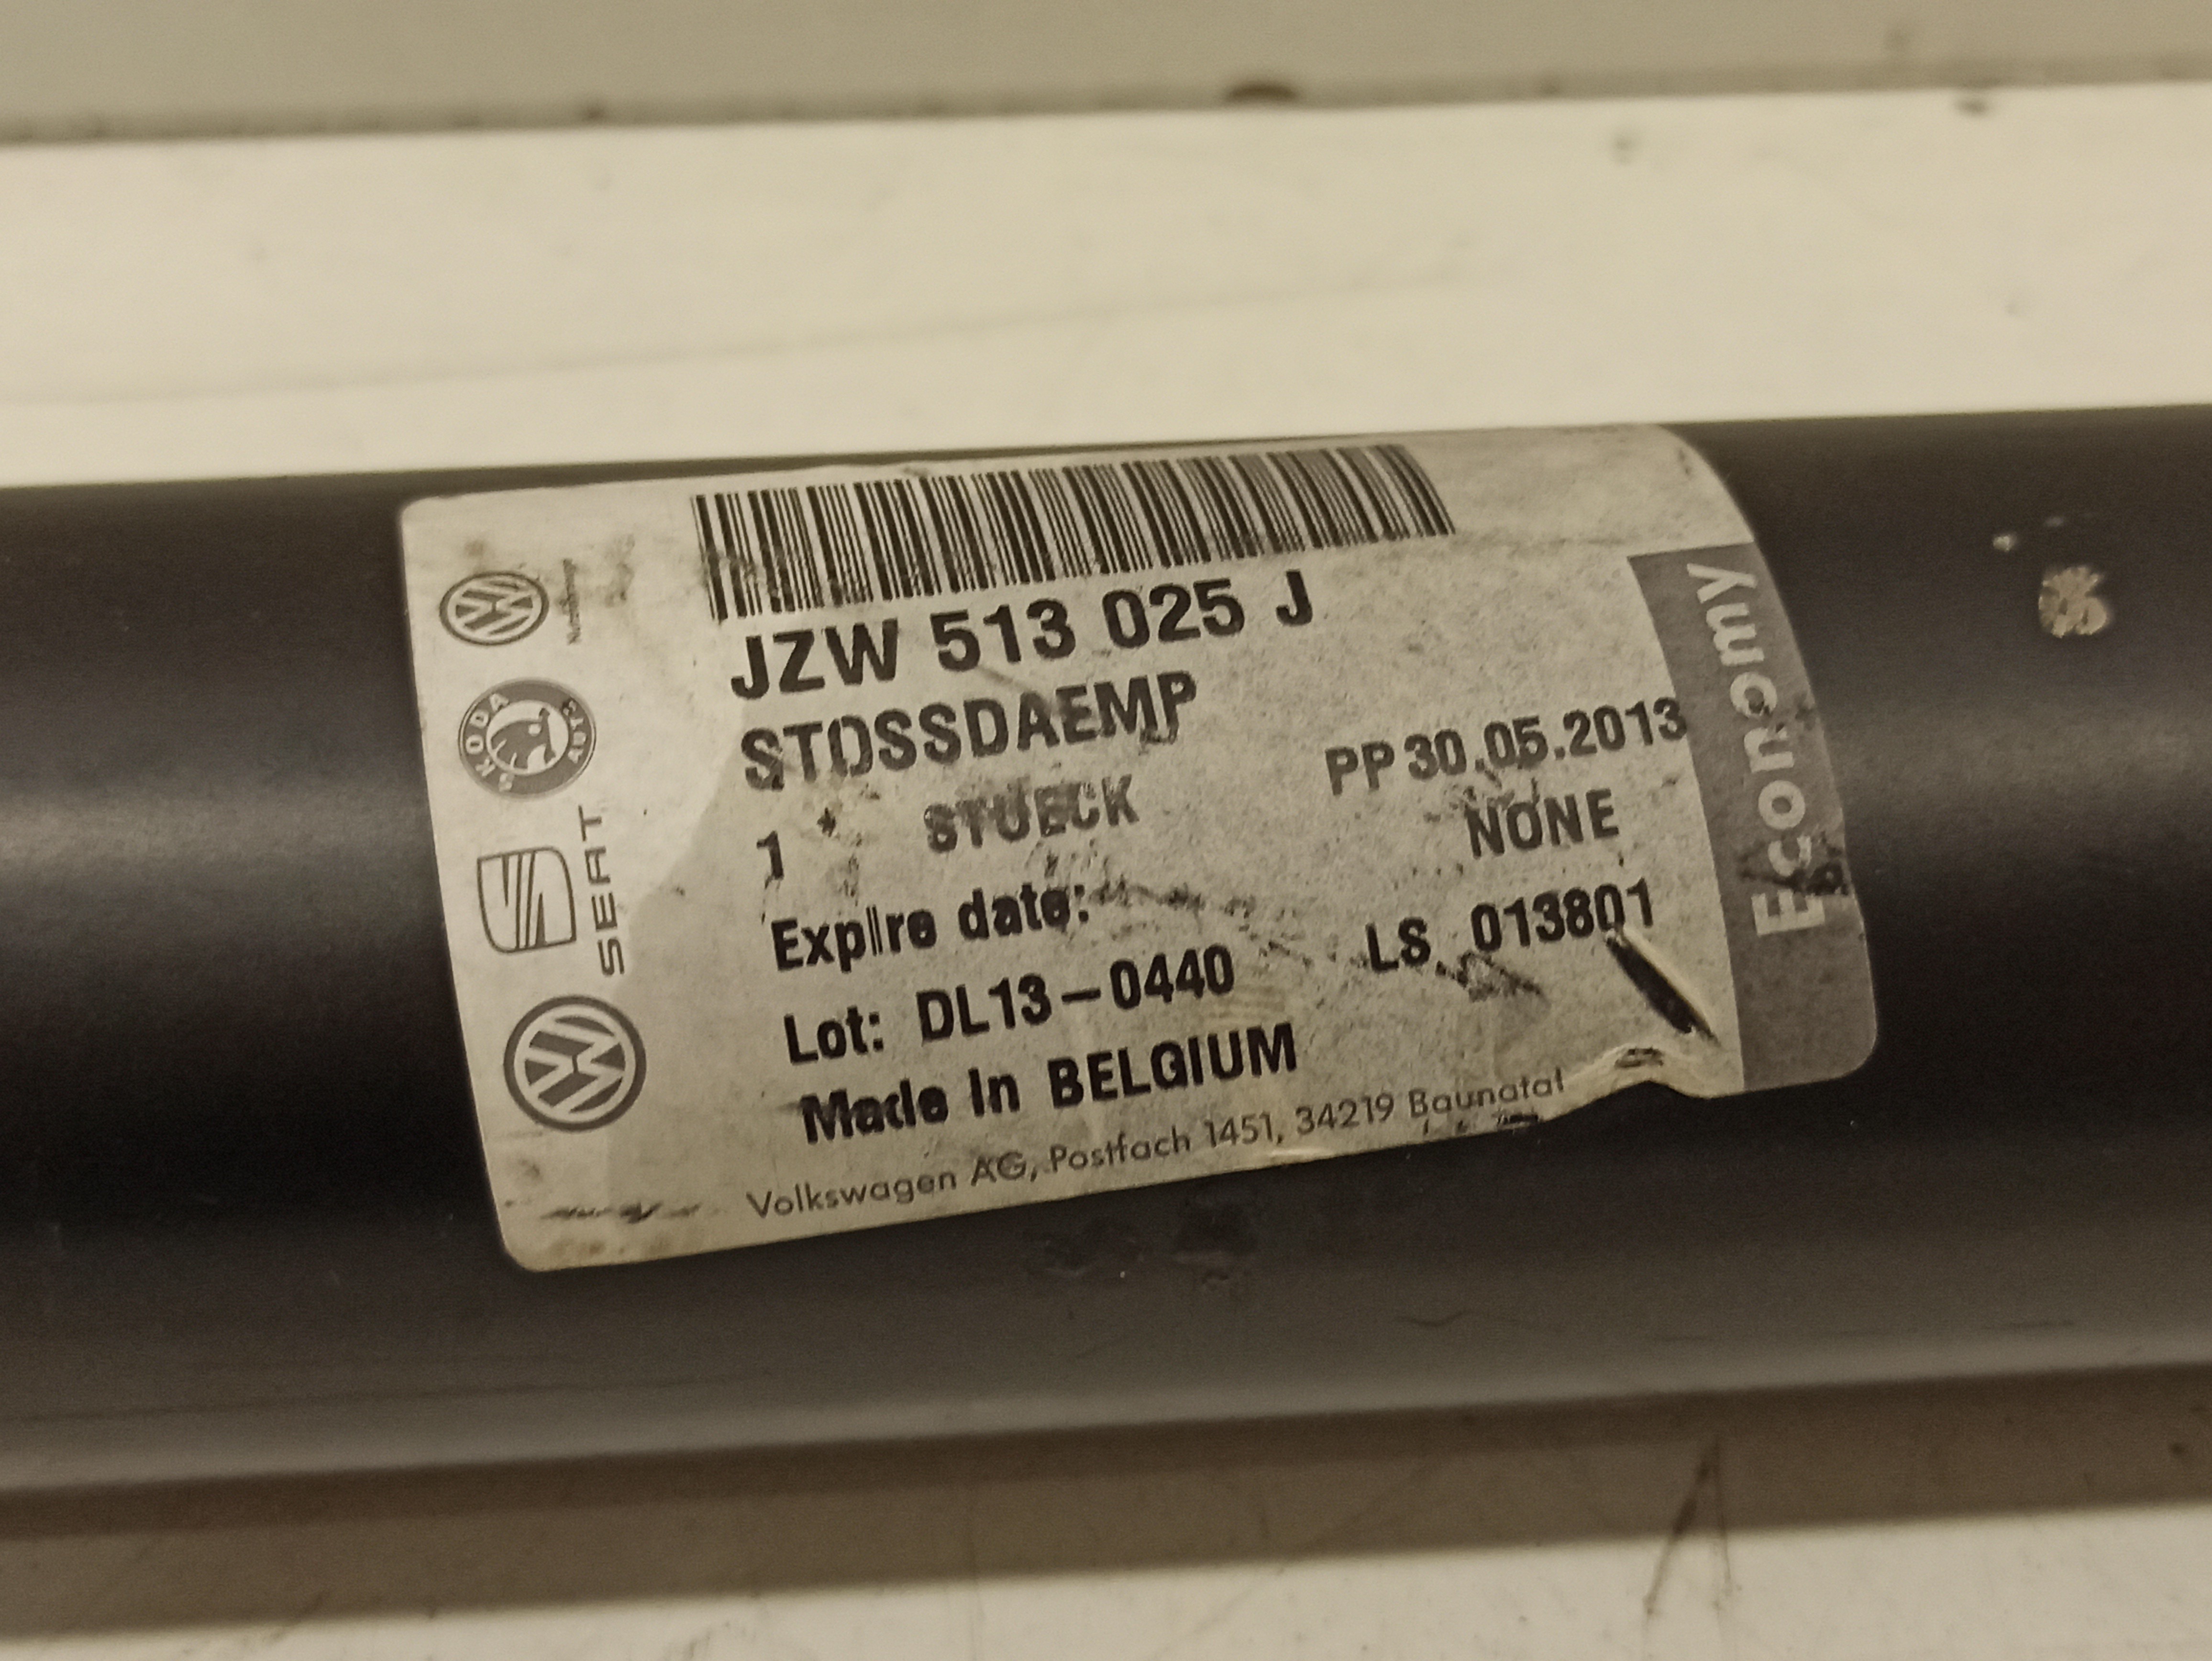 JZW 513 025 J
STOSSDAEMP
1 * STUECK PP 30.05.2013
NONE
Expire date:
LS 013801
Lot: DL13-0440
Made in BELGIUM
Volkswagen AG, Postfach 1451, 34219 Baunatal
Economy
SKODA
SEAT